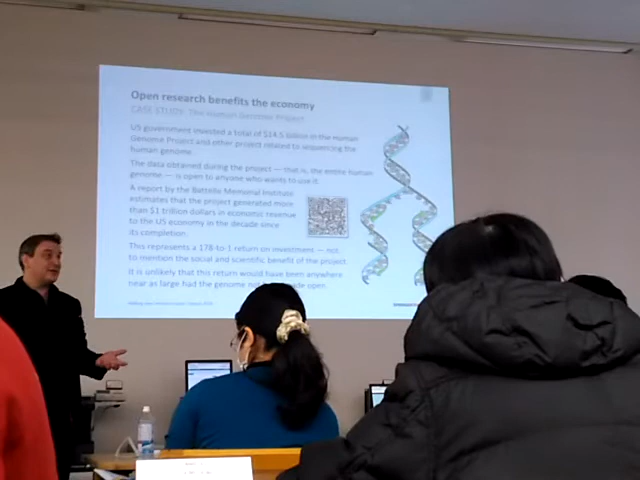 Open research benefits the economy
CASE STUDY: The Human Genome Project
US government invested a total of $14.5 billion in the Human
Genome Project and other project related to sequencing the
human genome.
The data obtained during the project — that is, the entire human
genome — is open to anyone who wants to use it.
A report by the Battelle Memorial Institute
estimates that the project generated more
than $1 trillion dollars in economic revenue
to the US economy in the decade since
its completion.
This represents a 178-to-1 return on investment — not
to mention the social and scientific benefit of the project.
It is unlikely that this return would have been anywhere
near as large had the genome not made open.